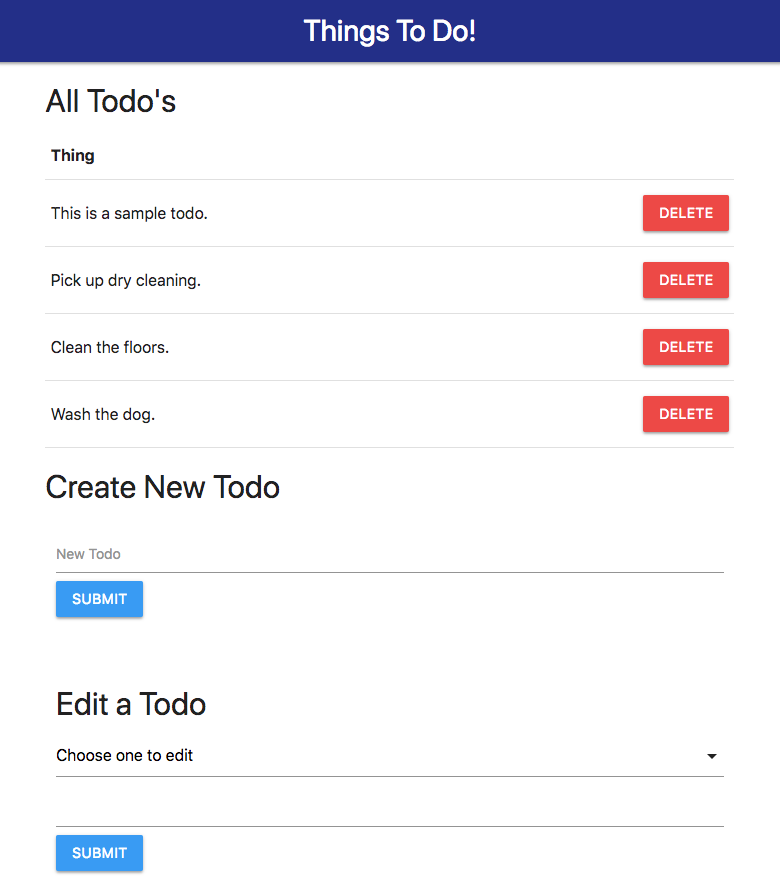 Things To Do!
All Todo's
Thing
This is a sample todo.
DELETE
Pick up dry cleaning.
DELETE
Clean the floors.
DELETE
Wash the dog.
DELETE
Create New Todo
New Todo
SUBMIT
Edit a Todo
Choose one to edit
SUBMIT